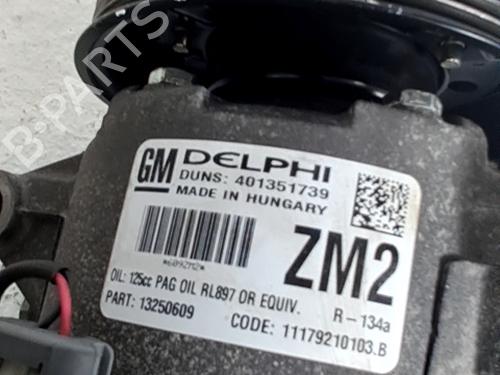 GM DELPHI
DUNS: 401351739
MADE IN HUNGARY
*609ZM2*
ZM2
OIL: 125cc PAG OIL RL897 OR EQUIV.
R-134a
PART: 13250609
CODE: 11179210103.B
B-PARTS